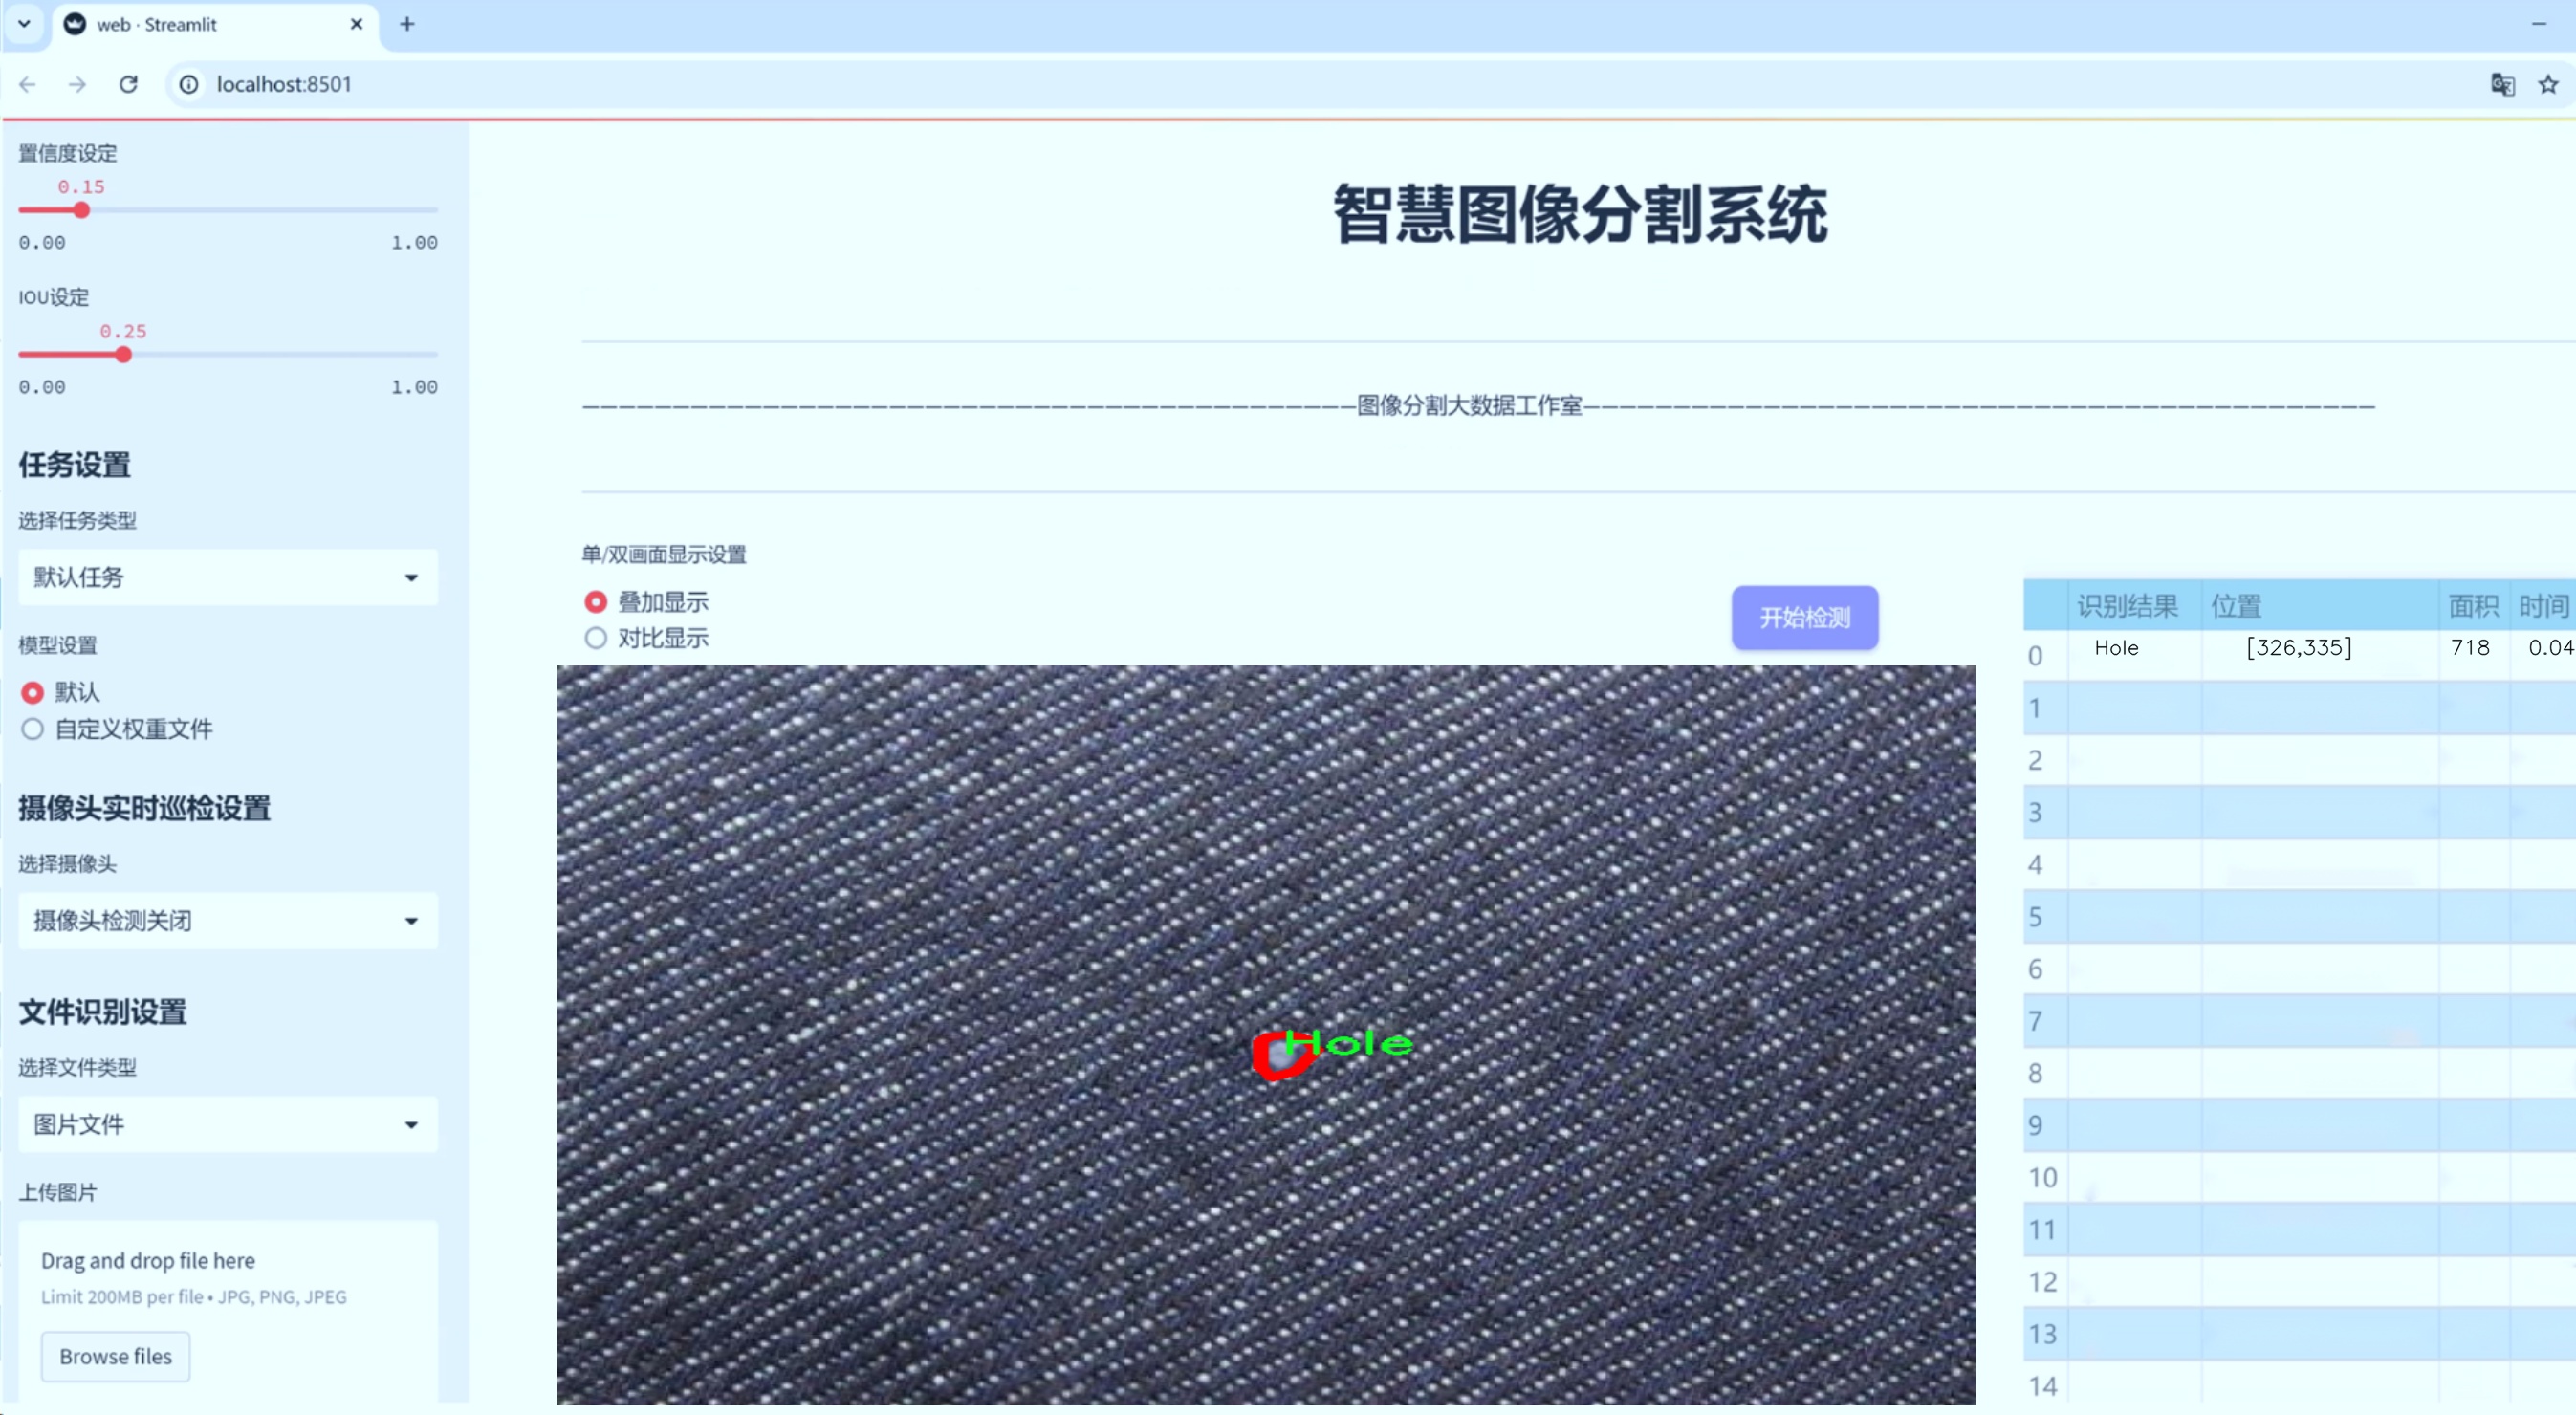 web · Streamlit
localhost:8501
置信度设定
0.15
0.00 1.00
IOU设定
0.25
0.00 1.00
任务设置
选择任务类型
默认任务
模型设置
默认
自定义权重文件
摄像头实时巡检设置
选择摄像头
摄像头检测关闭
文件识别设置
选择文件类型
图片文件
上传图片
Drag and drop file here
Limit 200MB per file • JPG, PNG, JPEG
Browse files
智慧图像分割系统
———————————————————————————————————————————图像分割大数据工作室————————————————————————————————————————————
单/双画面显示设置
叠加显示
对比显示
开始检测
Hole
识别结果 位置 面积 时间
0 Hole [326,335] 718 0.04
1
2
3
4
5
6
7
8
9
10
11
12
13
14